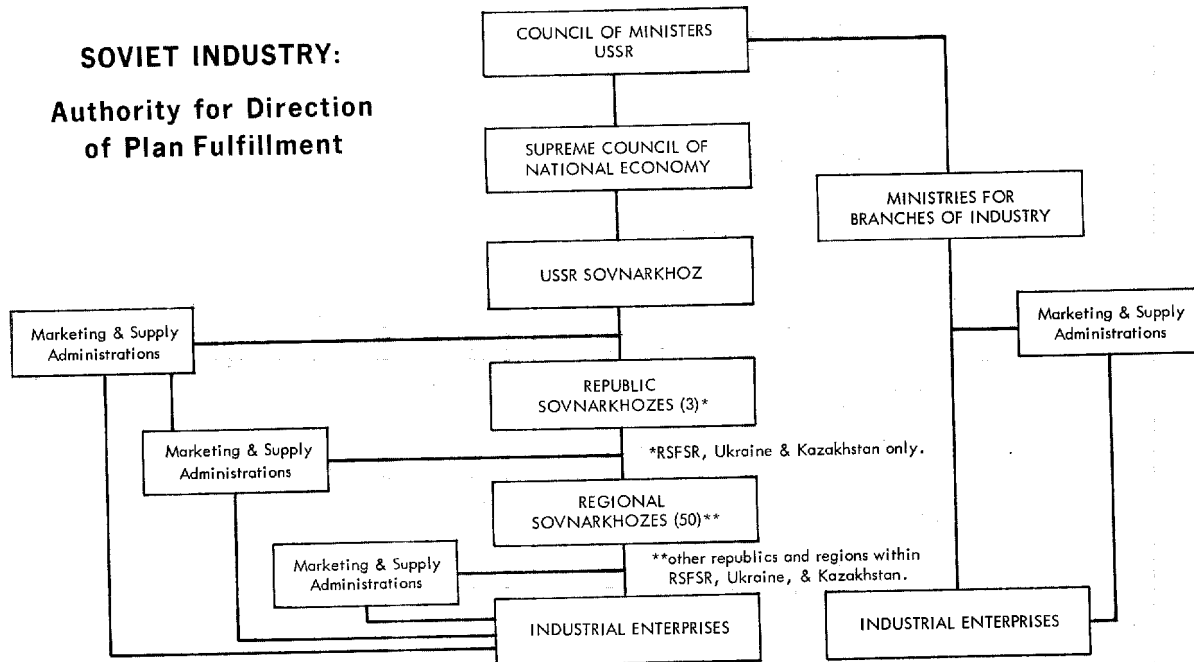 SOVIET INDUSTRY:
Authority for Direction
of Plan Fulfillment
COUNCIL OF MINISTERS
USSR
SUPREME COUNCIL OF
NATIONAL ECONOMY
MINISTRIES FOR
BRANCHES OF INDUSTRY
USSR SOVNARKHOZ
Marketing & Supply
Administrations
Marketing & Supply
Administrations
REPUBLIC
SOVNARKHOZES (3)*
*RSFSR, Ukraine & Kazakhstan only.
Marketing & Supply
Administrations
REGIONAL
SOVNARKHOZES (50)**
**other republics and regions within
RSFSR, Ukraine, & Kazakhstan.
Marketing & Supply
Administrations
INDUSTRIAL ENTERPRISES
INDUSTRIAL ENTERPRISES